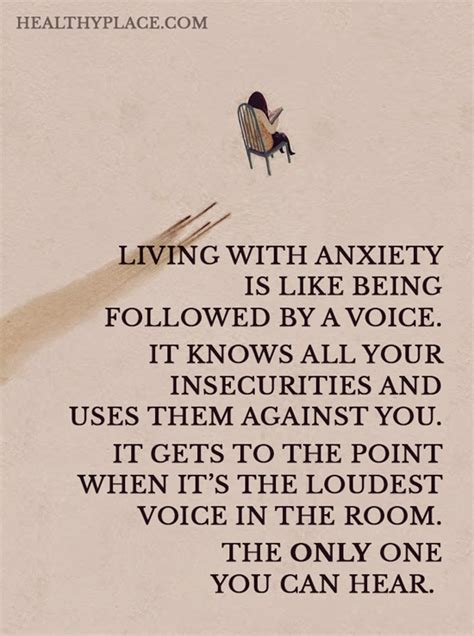 HEALTHYPLACE.COM
LIVING WITH ANXIETY
IS LIKE BEING
FOLLOWED BY A VOICE.
IT KNOWS ALL YOUR
INSECURITIES AND
USES THEM AGAINST YOU.
IT GETS TO THE POINT
WHEN IT’S THE LOUDEST
VOICE IN THE ROOM.
THE ONLY ONE
YOU CAN HEAR.